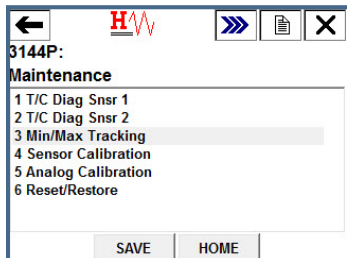 H
3144P:
Maintenance
1 T/C Diag Snsr 1
2 T/C Diag Snsr 2
3 Min/Max Tracking
4 Sensor Calibration
5 Analog Calibration
6 Reset/Restore
SAVE HOME